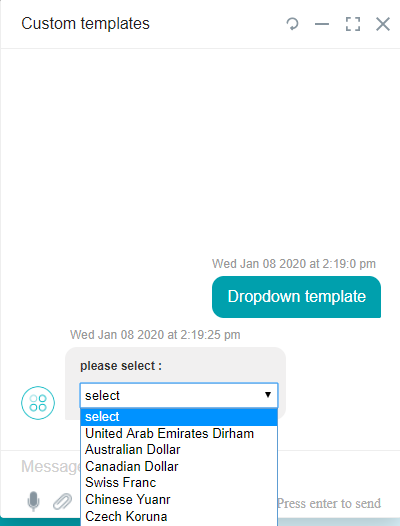 Custom templates
Wed Jan 08 2020 at 2:19:0 pm
Dropdown template
Wed Jan 08 2020 at 2:19:25 pm
please select :
select
select
United Arab Emirates Dirham
Australian Dollar
Canadian Dollar
Swiss Franc
Chinese Yuanr
Czech Koruna
Message
Press enter to send